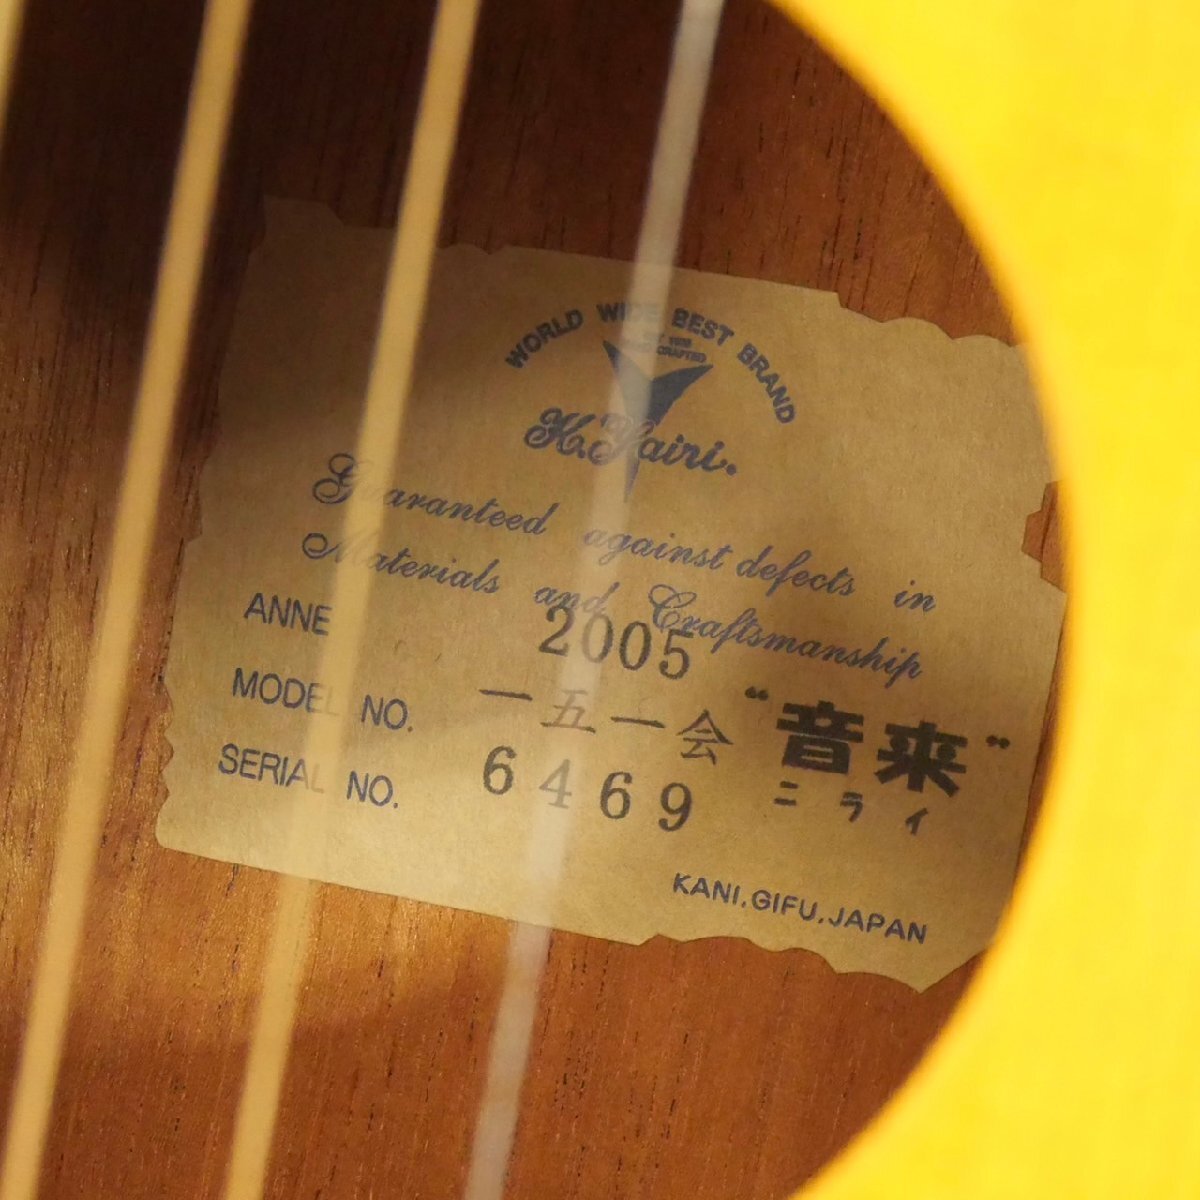 WORLD WIDE BEST BRAND
CRAFTED
K.Yairi.
Guaranteed against defects in
Materials and Craftsmanship
ANNE 2005
MODEL NO. 一五一会 "音来"
ニライ
SERIAL NO. 6469
KANI.GIFU.JAPAN